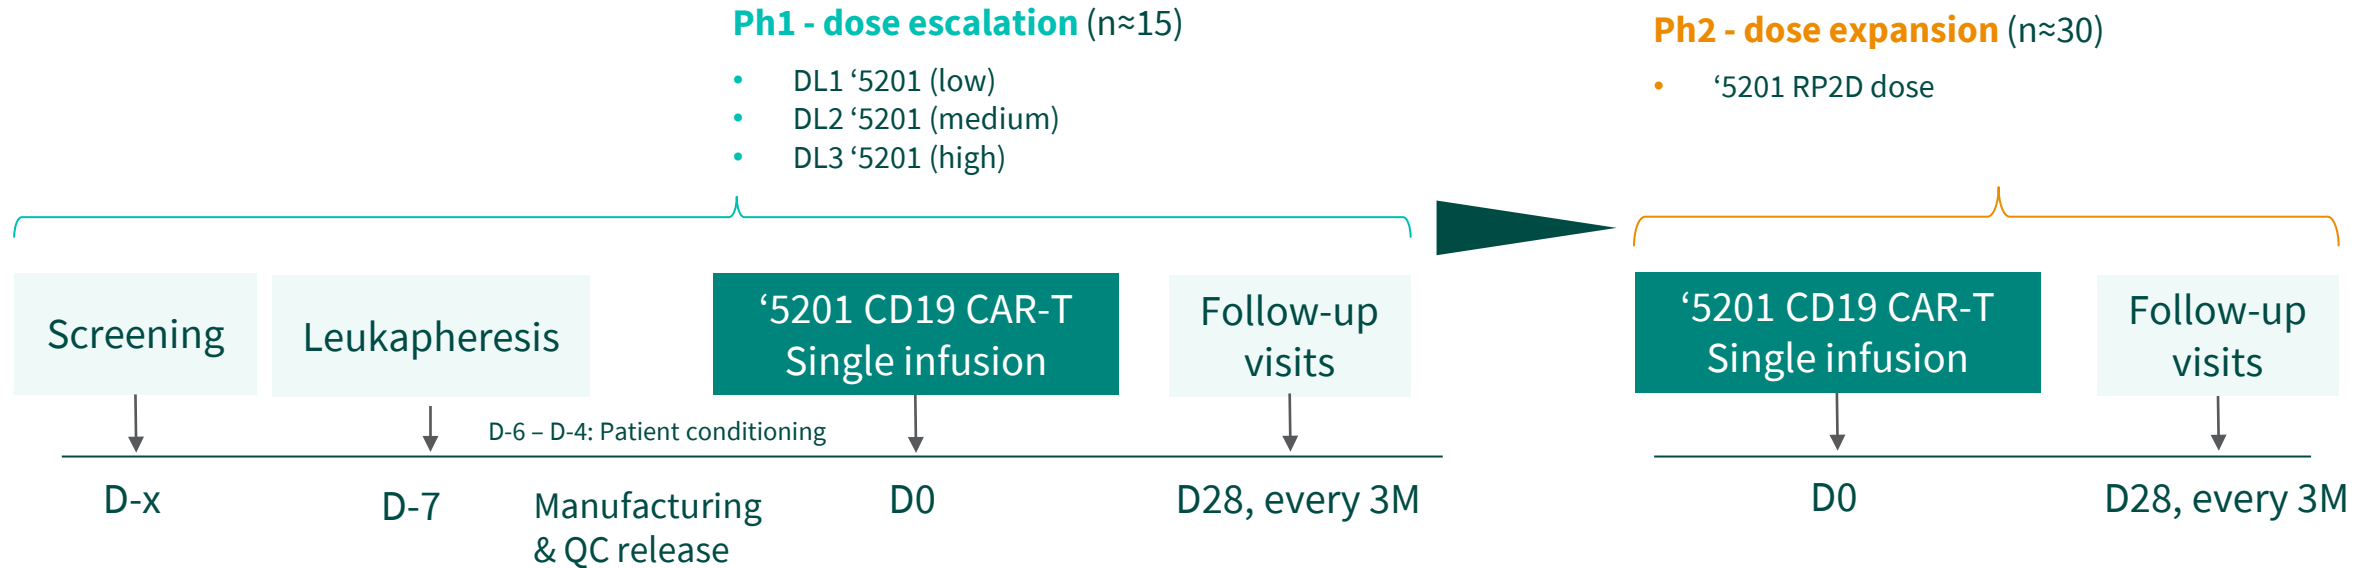 Ph1 - dose escalation (n≈15)
• DL1 ‘5201 (low)
• DL2 ‘5201 (medium)
• DL3 ‘5201 (high)
Ph2 - dose expansion (n≈30)
• ‘5201 RP2D dose
Screening
Leukapheresis
‘5201 CD19 CAR-T
Single infusion
Follow-up
visits
‘5201 CD19 CAR-T
Single infusion
Follow-up
visits
D-6 – D-4: Patient conditioning
D-x
D-7
Manufacturing
& QC release
D0
D28, every 3M
D0
D28, every 3M